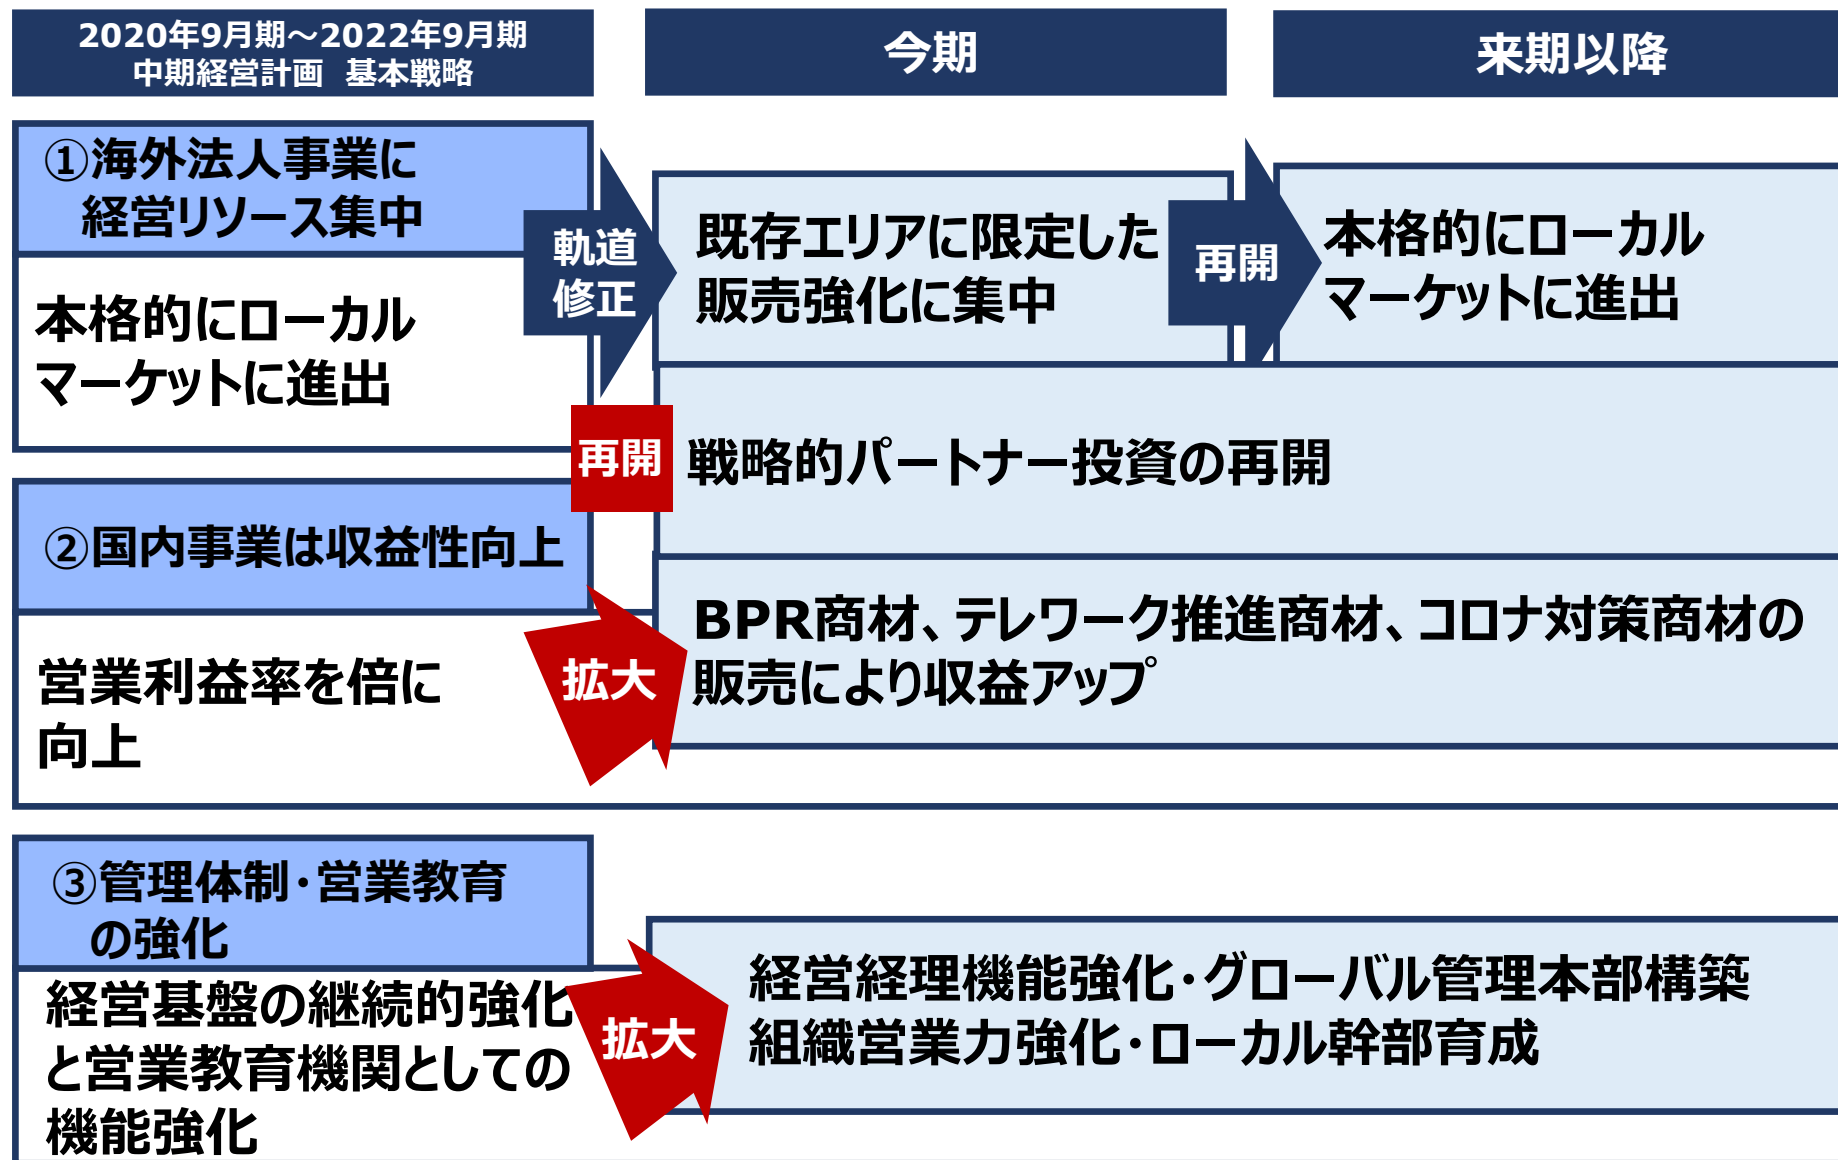 2020年9月期～2022年9月期
中期経営計画 基本戦略
今期
来期以降
①海外法人事業に
経営リソース集中
本格的にローカル
マーケットに進出
軌道
修正
既存エリアに限定した
販売強化に集中
再開
本格的にローカル
マーケットに進出
再開
戦略的パートナー投資の再開
②国内事業は収益性向上
営業利益率を倍に
向上
拡大
BPR商材、テレワーク推進商材、コロナ対策商材の
販売により収益アップ
③管理体制・営業教育
の強化
経営基盤の継続的強化
と営業教育機関としての
機能強化
拡大
経営経理機能強化・グローバル管理本部構築
組織営業力強化・ローカル幹部育成